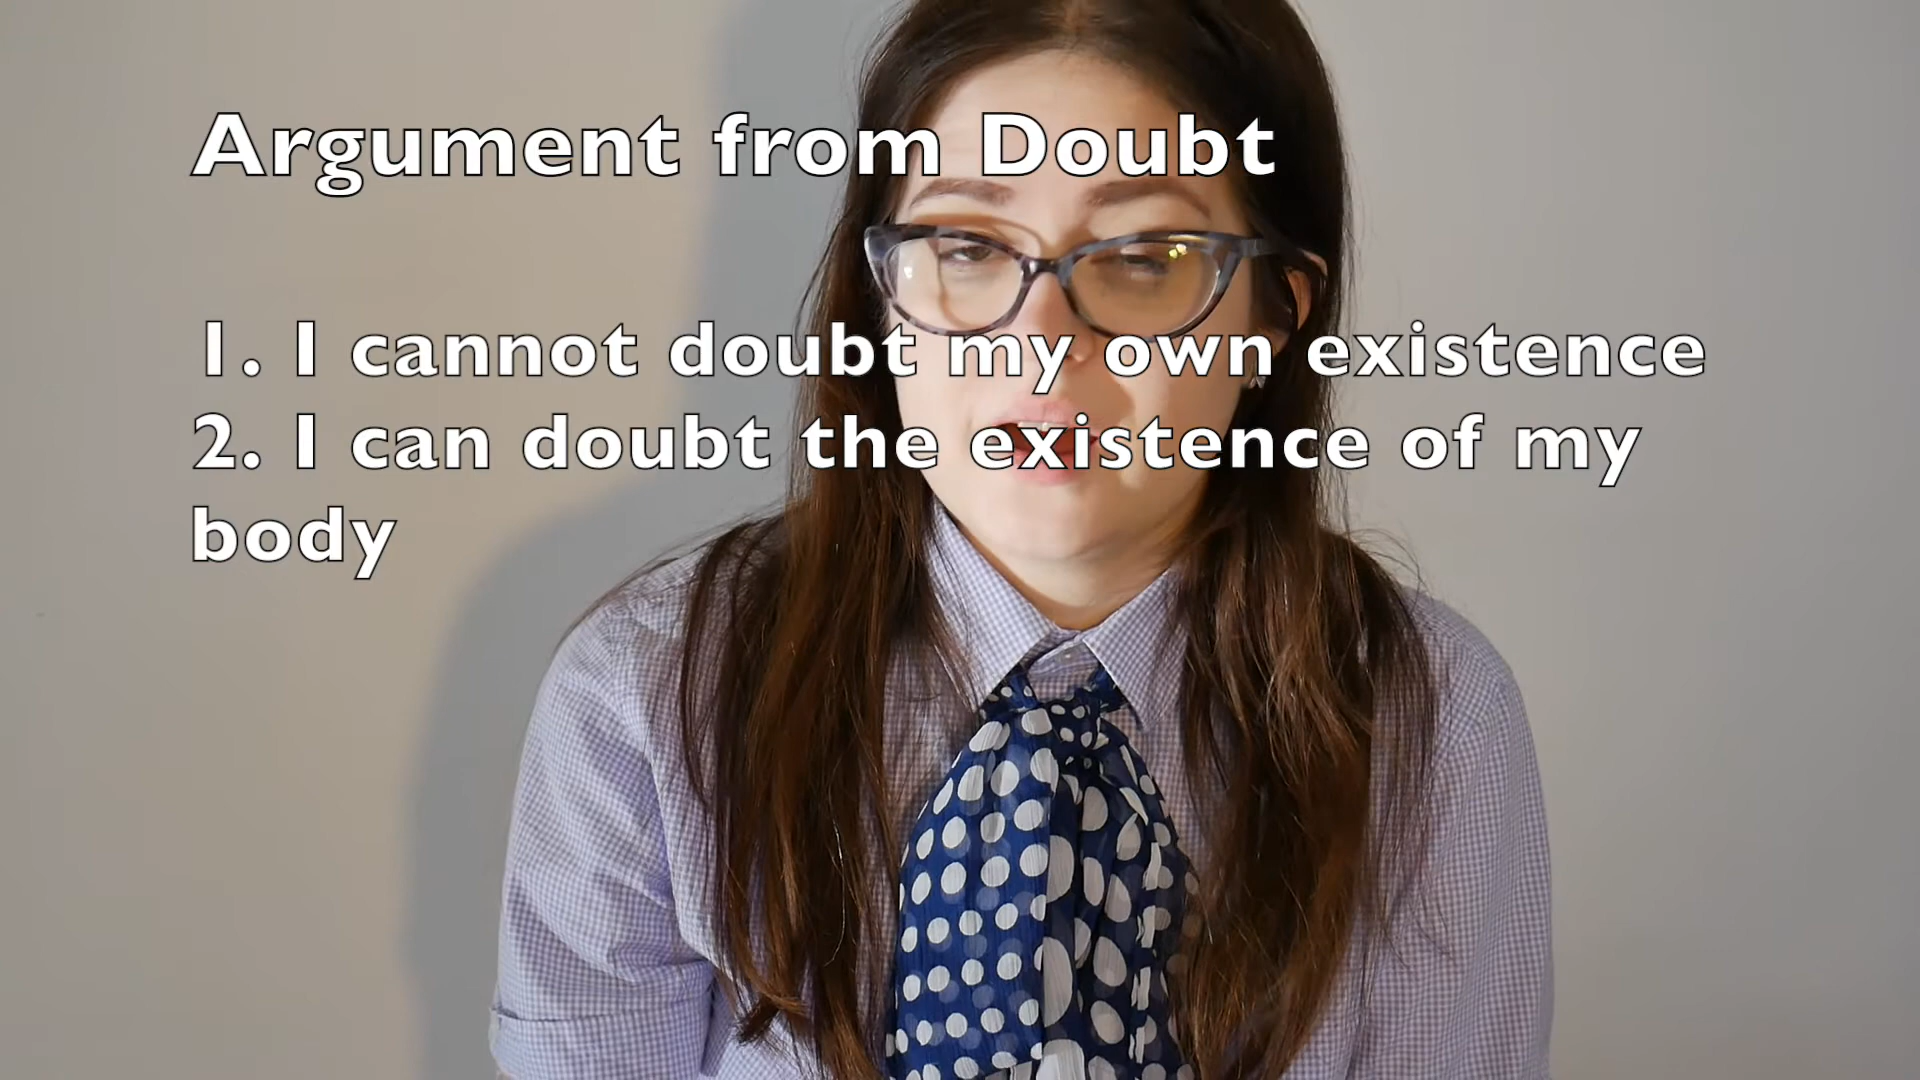 Argument from Doubt
1. I cannot doubt my own existence
2. I can doubt the existence of my
body